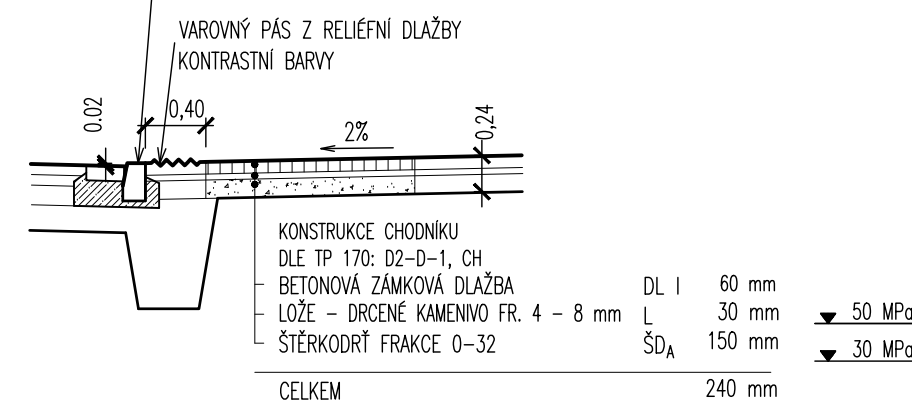 VAROVNÝ PÁS Z RELIÉFNÍ DLAŽBY
KONTRASTNÍ BARVY
0.02
0,40
2%
0,24
KONSTRUKCE CHODNÍKU
DLE TP 170: D2-D-1, CH
BETONOVÁ ZÁMKOVÁ DLAŽBA DL I 60 mm
LOŽE - DRCENÉ KAMENIVO FR. 4 - 8 mm L 30 mm 50 MPa
ŠTĚRKODRŤ FRAKCE 0-32 ŠDA 150 mm 30 MPa
CELKEM 240 mm